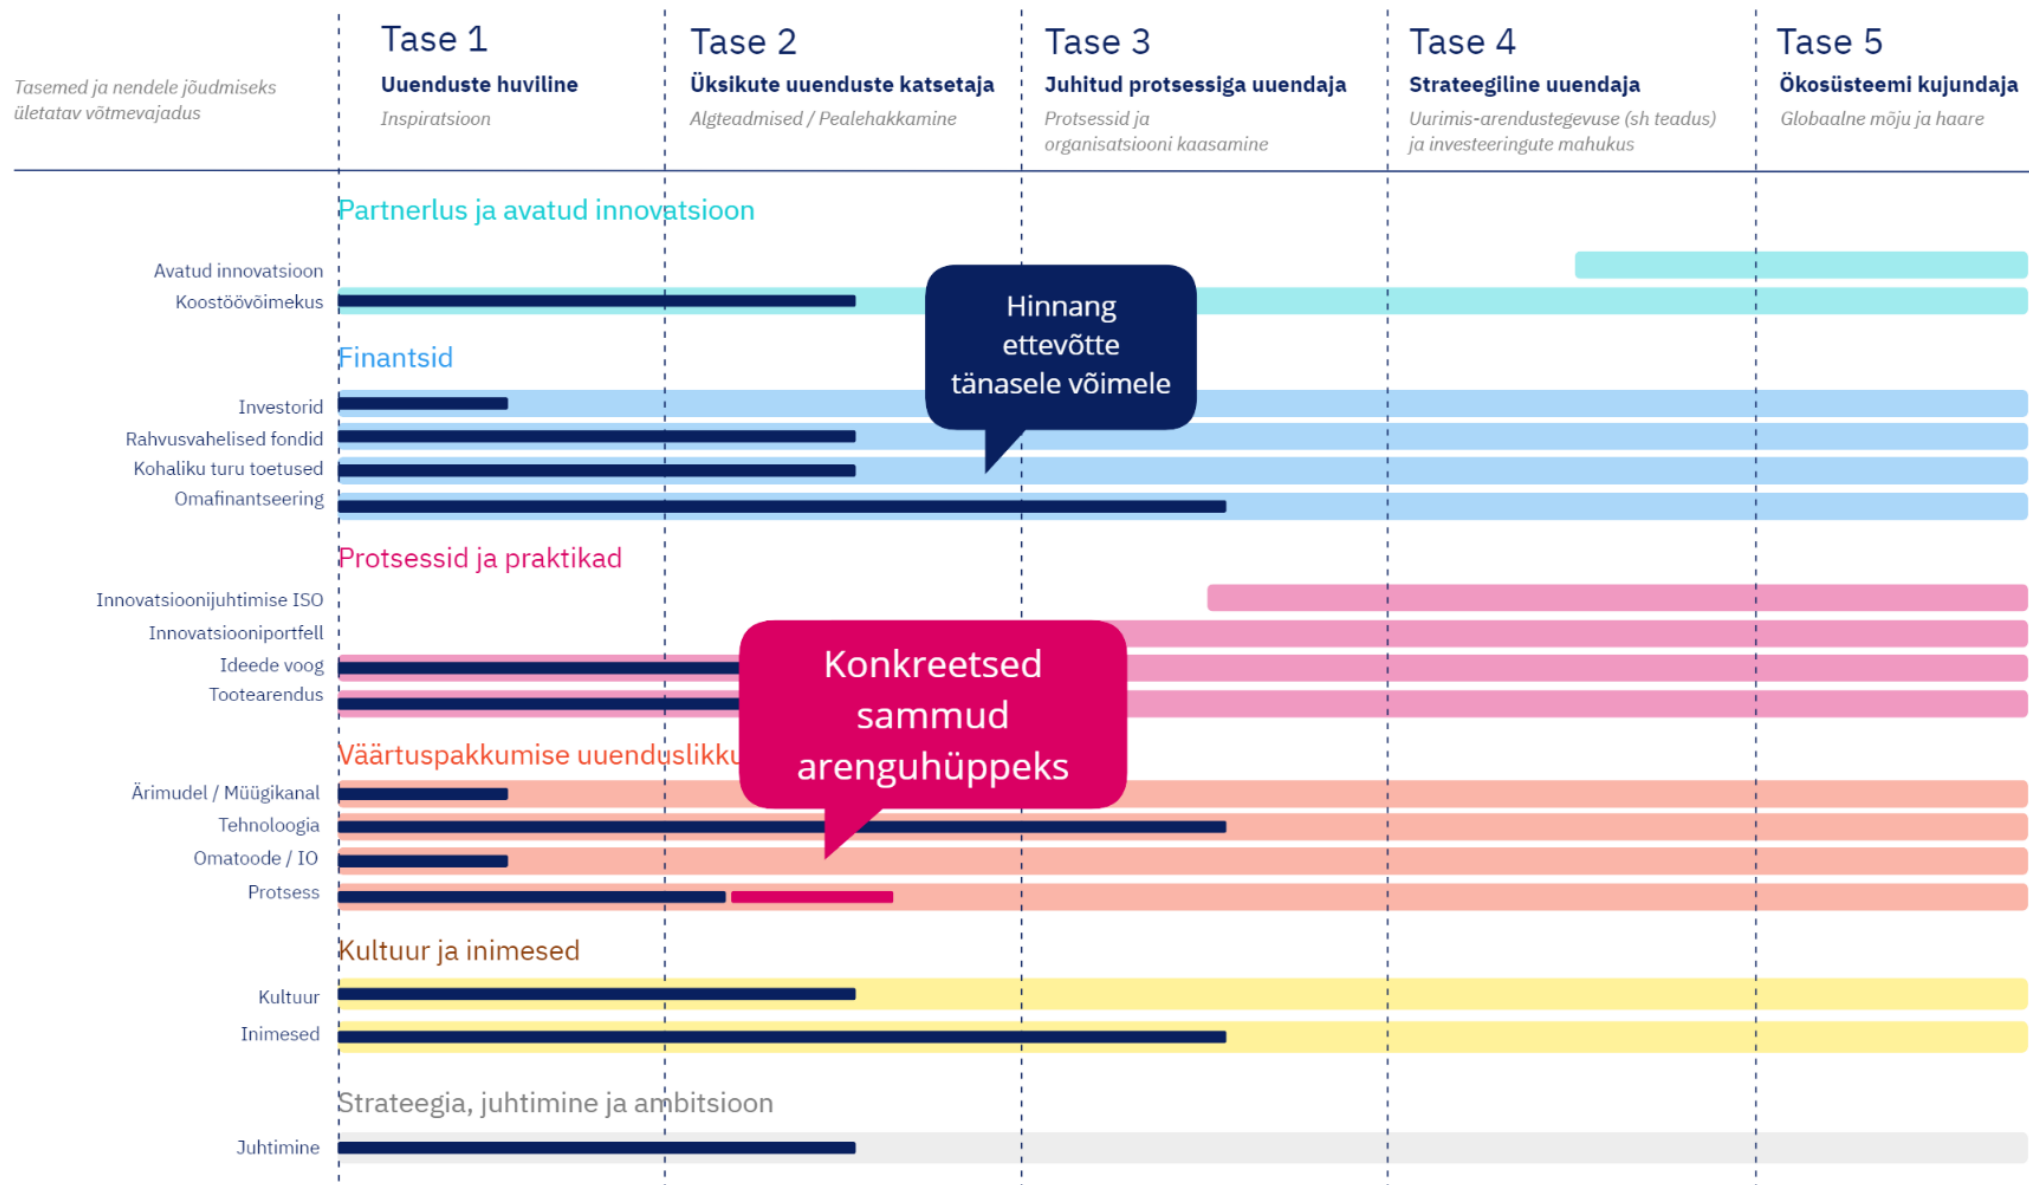 Tase 1
Tase 2
Tase 3
Tase 4
Tase 5
Tasemed ja nendele jõudmiseks
ületatav võtmevajadus
Uuenduste huviline
Inspiratsioon
Üksikute uuenduste katsetaja
Algteadmised / Pealehakkamine
Juhitud protsessiga uuendaja
Protsessid ja
organisatsiooni kaasamine
Strateegiline uuendaja
Uurimis-arendustegevuse (sh teadus)
ja investeeringute mahukus
Ökosüsteemi kujundaja
Globaalne mõju ja haare
Partnerlus ja avatud innovatsioon
Avatud innovatsioon
Koostöövõimekus
Hinnang
ettevõtte
tänasele võimele
Finantsid
Investorid
Rahvusvahelised fondid
Kohaliku turu toetused
Omafinantseering
Protsessid ja praktikad
Innovatsioonijuhtimise ISO
Innovatsiooniportfell
Ideede voog
Tootearendus
Konkreetsed
sammud
arenguhüppeks
Väärtuspakkumise uuenduslikku
Ärimudel / Müügikanal
Tehnoloogia
Omatoode / IO
Protsess
Kultuur ja inimesed
Kultuur
Inimesed
Strateegia, juhtimine ja ambitsioon
Juhtimine